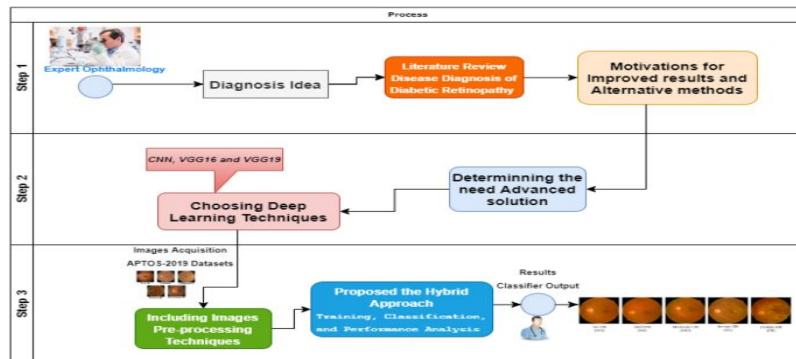 Process
Step 1
Expert Ophthalmology
Diagnosis Idea
Literature Review
Disease Diagnosis of
Diabetic Retinopathy
Motivations for
Improved results and
Alternative methods
Step 2
CNN, VGG16 and VGG19
Choosing Deep
Learning Techniques
Determinning the
need Advanced
solution
Step 3
Images Acquisition
APTOS-2019 Datasets
Including Images
Pre-processing
Techniques
Proposed the Hybrid
Approach
Training, Classification,
and Performance Analysis
Results
Classifier Output